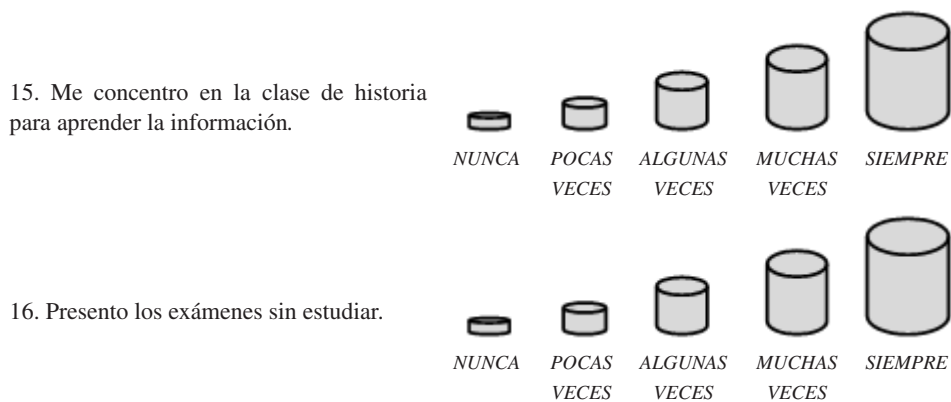 15. Me concentro en la clase de historia
para aprender la información.
NUNCA POCAS VECES ALGUNAS VECES MUCHAS VECES SIEMPRE
16. Presento los exámenes sin estudiar.
NUNCA POCAS VECES ALGUNAS VECES MUCHAS VECES SIEMPRE